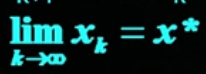 lim x_k = x*
k→∞